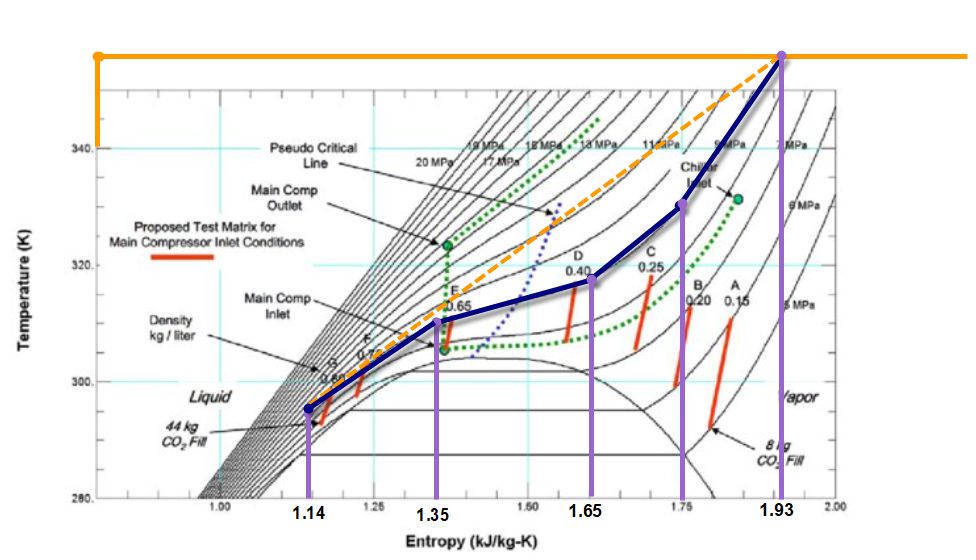 20 MPa
19 MPa
17 MPa
15 MPa
13 MPa
11 MPa
9 MPa
7 MPa
6 MPa
5 MPa
340.
320.
300.
280.
Temperature (K)
Pseudo Critical
Line
Main Comp
Outlet
Proposed Test Matrix for
Main Compressor Inlet Conditions
Main Comp
Inlet
Density
kg / liter
Chiller
Inlet
G
0.80
F
E
0.65
D
0.40
C
0.25
B
0.20
A
0.15
Liquid
Vapor
44 kg
CO2 Fill
8 kg
CO2 Fill
1.00
1.14
1.25
1.35
1.50
1.65
1.75
1.93
2.00
Entropy (kJ/kg-K)